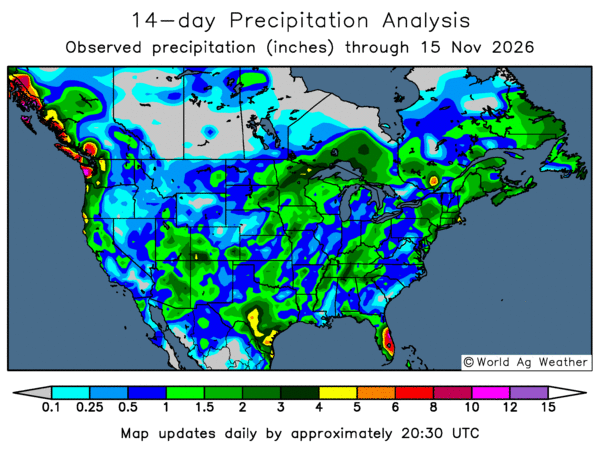 14-day Precipitation Analysis
Observed precipitation (inches) through 15 Nov 2026
© World Ag Weather
0.1 0.25 0.5 1 1.5 2 3 4 5 6 8 10 12 15
Map updates daily by approximately 20:30 UTC